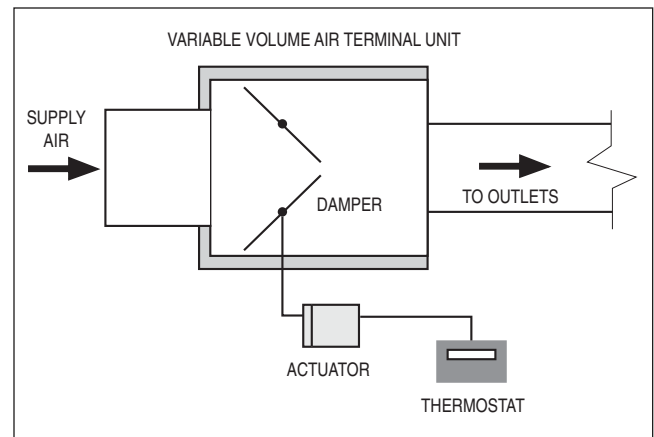 VARIABLE VOLUME AIR TERMINAL UNIT
SUPPLY
AIR
DAMPER
TO OUTLETS
ACTUATOR
THERMOSTAT